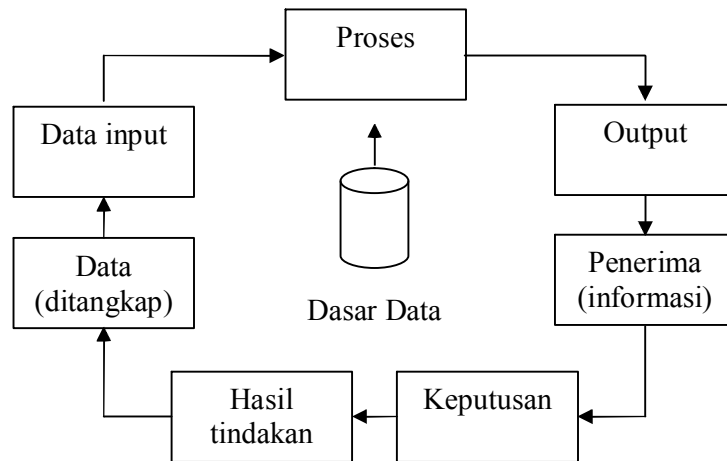 Proses
Data input
Output
Data
(ditangkap)
Penerima
(informasi)
Dasar Data
Hasil
tindakan
Keputusan